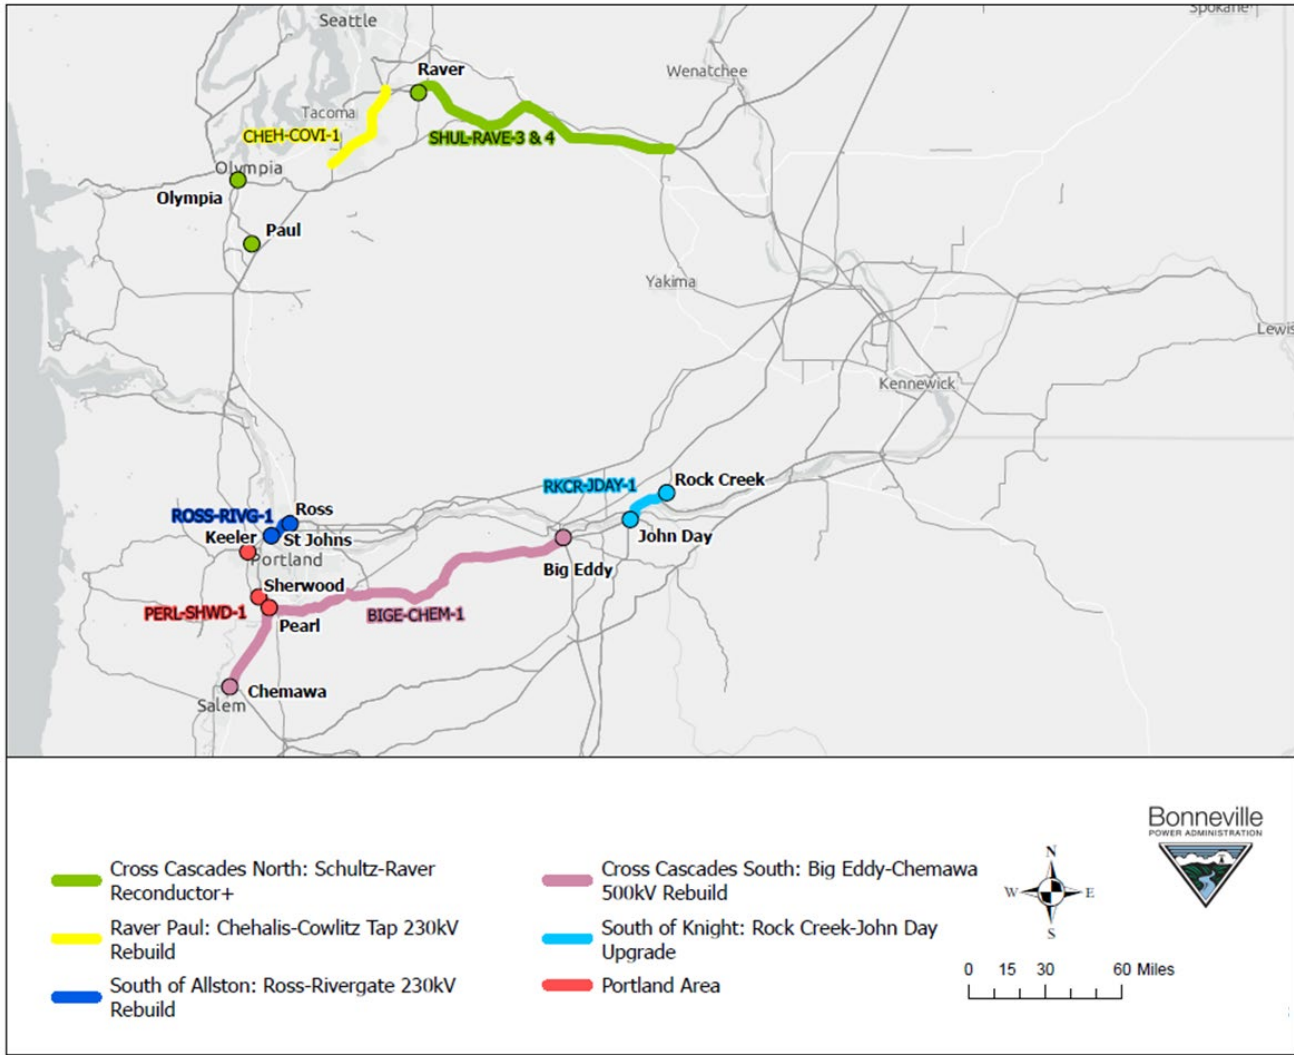 Seattle
Spokane
Raver
Wenatchee
Tacoma
CHEH-COVI-1
SHUL-RAVE-3 & 4
Olympia
Olympia
Paul
Yakima
Lewis
Kennewick
Rock Creek
RKCR-JDAY-1
Ross
ROSS-RIVG-1
Keeler
St Johns
John Day
Portland
Big Eddy
Sherwood
PERL-SHWD-1
BIGE-CHEM-1
Pearl
Chemawa
Salem
Cross Cascades North: Schultz-Raver
Reconductor+
Raver Paul: Chehalis-Cowlitz Tap 230kV
Rebuild
South of Allston: Ross-Rivergate 230kV
Rebuild
Cross Cascades South: Big Eddy-Chemawa
500kV Rebuild
South of Knight: Rock Creek-John Day
Upgrade
Portland Area
Bonneville
POWER ADMINISTRATION
N
W E
S
0 15 30 60 Miles